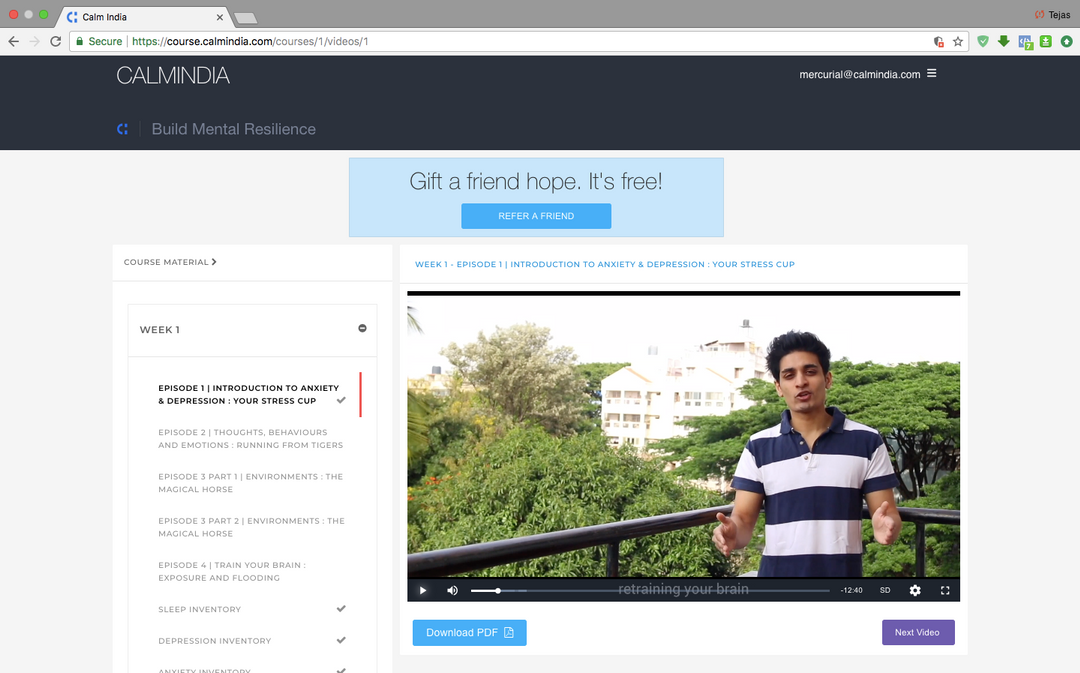 Calm India
Tejas
Secure
https://course.calmindia.com/courses/1/videos/1
7
CALMINDIA
mercurial@calmindia.com
Build Mental Resilience
Gift a friend hope. It's free!
REFER A FRIEND
COURSE MATERIAL
WEEK 1
EPISODE 1 | INTRODUCTION TO ANXIETY
& DEPRESSION : YOUR STRESS CUP
EPISODE 2 | THOUGHTS, BEHAVIOURS
AND EMOTIONS : RUNNING FROM TIGERS
EPISODE 3 PART 1 | ENVIRONMENTS : THE
MAGICAL HORSE
EPISODE 3 PART 2 | ENVIRONMENTS : THE
MAGICAL HORSE
EPISODE 4 | TRAIN YOUR BRAIN :
EXPOSURE AND FLOODING
SLEEP INVENTORY
DEPRESSION INVENTORY
ANXIETY INVENTORY
WEEK 1 - EPISODE 1 | INTRODUCTION TO ANXIETY & DEPRESSION : YOUR STRESS CUP
retraining your brain
-12:40
SD
Download PDF
Next Video